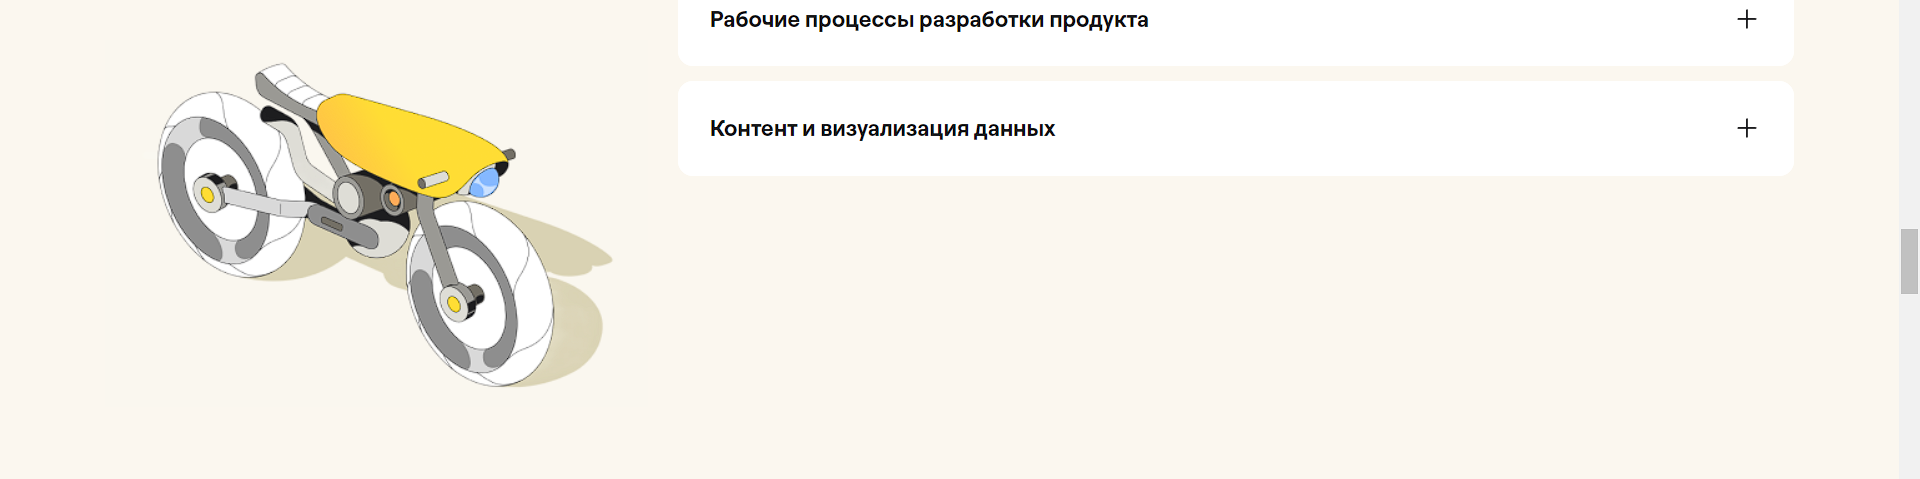 Рабочие процессы разработки продукта
Контент и визуализация данных